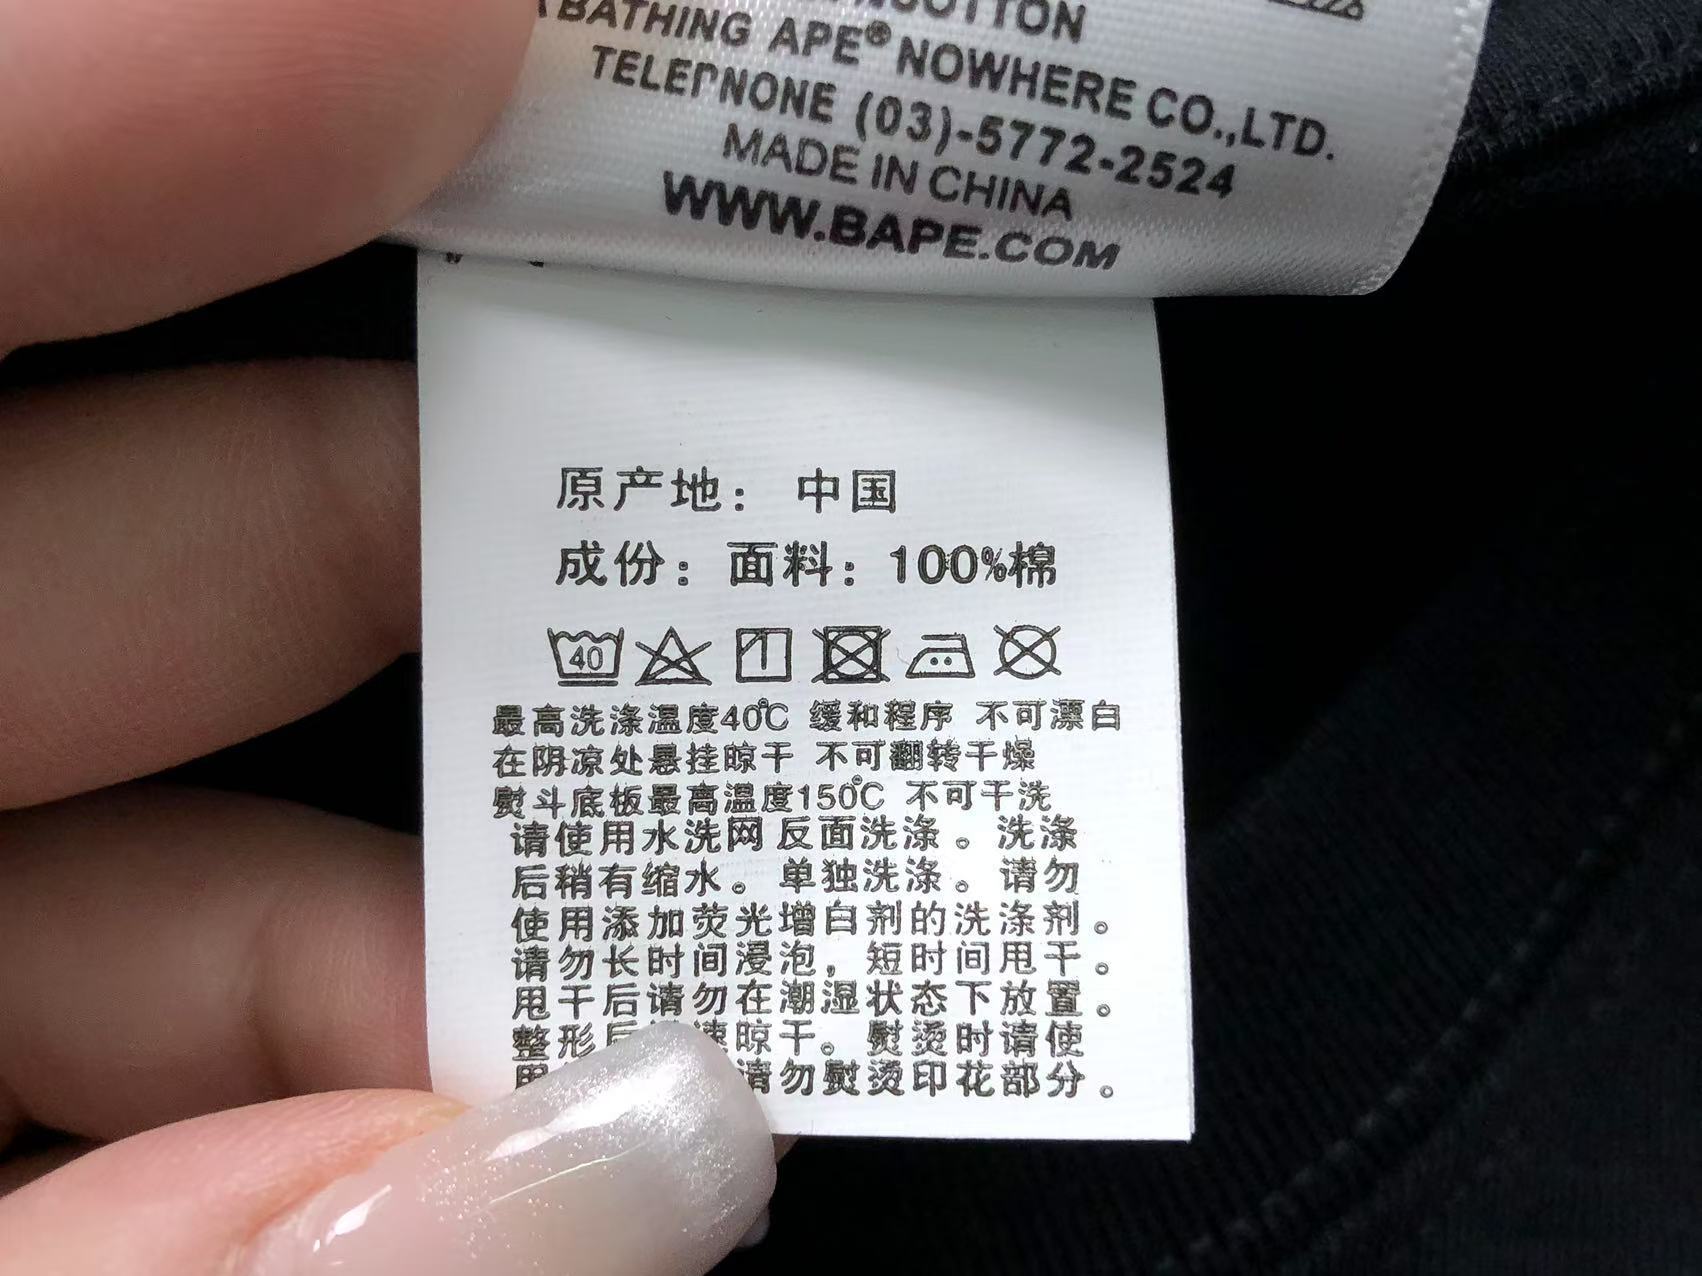 COTTON
BATHING APE® NOWHERE CO.,LTD.
TELEPNONE (03)-5772-2524
MADE IN CHINA
WWW.BAPE.COM
原产地： 中国
成份：面料：100%棉
40
最高洗涤温度40℃ 缓和程序 不可漂白
在阴凉处悬挂晾干 不可翻转干燥
熨斗底板最高温度150℃ 不可干洗
请使用水洗网反面洗涤。洗涤
后稍有缩水。单独洗涤。请勿
使用添加荧光增白剂的洗涤剂。
请勿长时间浸泡，短时间甩干。
甩干后请勿在潮湿状态下放置。
整形后 速晾干。熨烫时请使
用 请勿熨烫印花部分。